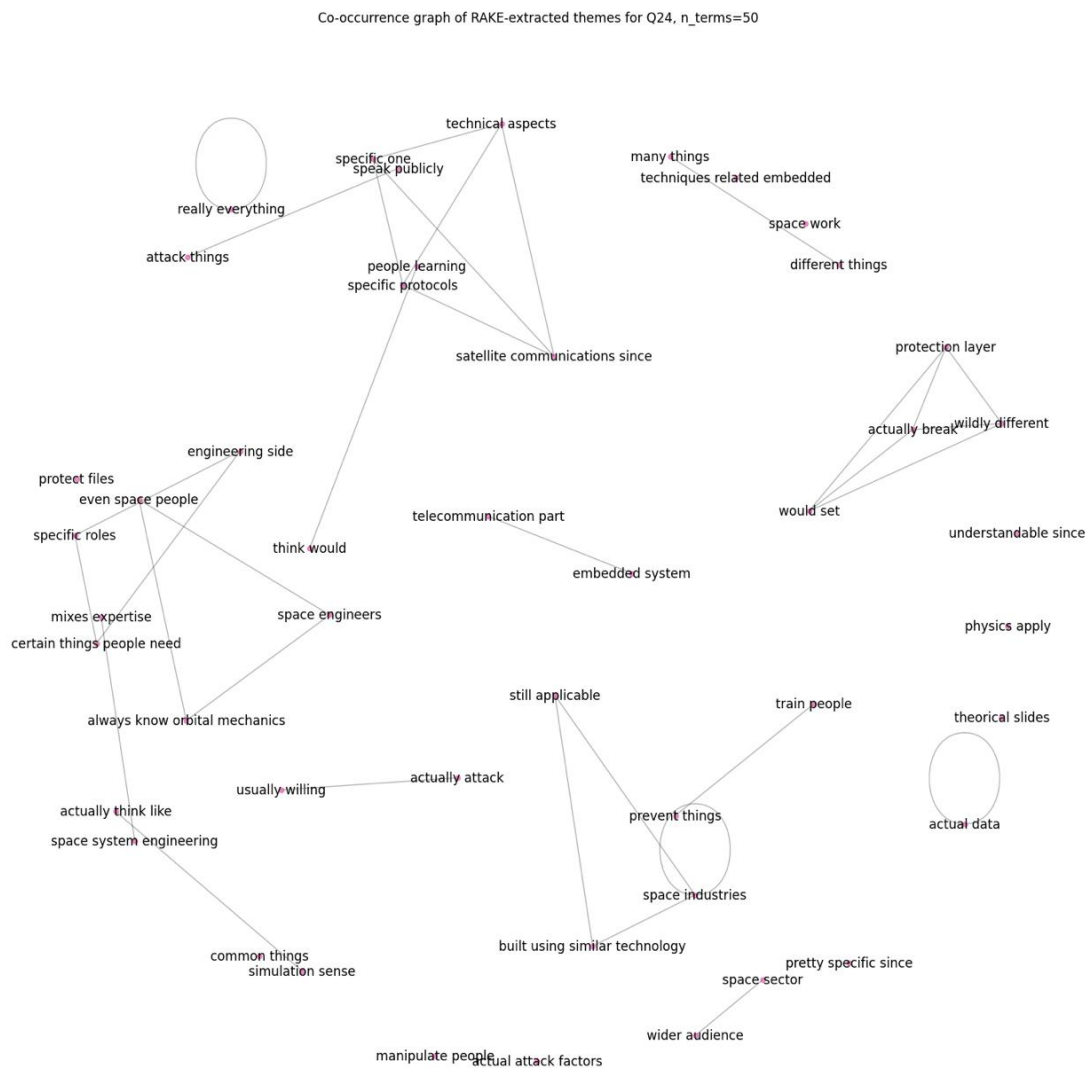 Co-occurrence graph of RAKE-extracted themes for Q24, n_terms=50
technical aspects
specific one
speak publicly
many things
techniques related embedded
really everything
space work
attack things
different things
people learning
specific protocols
protection layer
satellite communications since
wildly different
actually break
engineering side
protect files
even space people
would set
telecommunication part
specific roles
understandable since
think would
embedded system
space engineers
mixes expertise
physics apply
certain things people need
still applicable
train people
always know orbital mechanics
theorical slides
actually attack
usually willing
actually think like
prevent things
actual data
space system engineering
space industries
built using similar technology
common things
pretty specific since
simulation sense
space sector
wider audience
manipulate people
actual attack factors